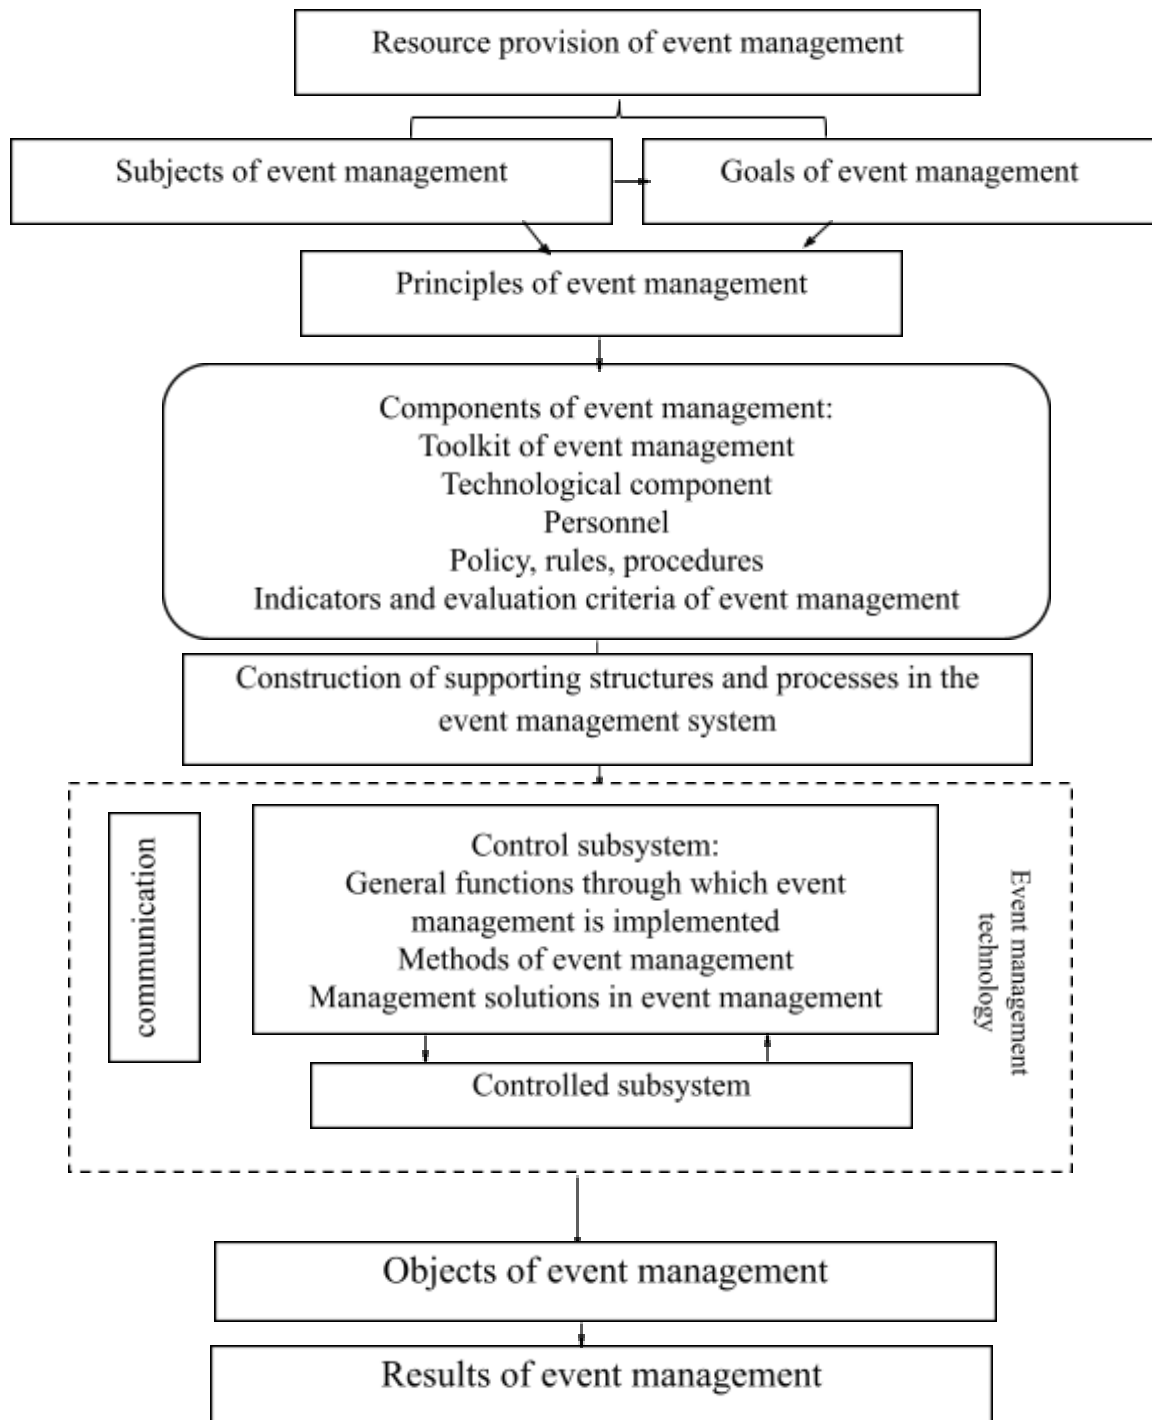 Resource provision of event management
Subjects of event management
Goals of event management
Principles of event management
Components of event management:
Toolkit of event management
Technological component
Personnel
Policy, rules, procedures
Indicators and evaluation criteria of event management
Construction of supporting structures and processes in the
event management system
communication
Control subsystem:
General functions through which event
management is implemented
Methods of event management
Management solutions in event management
Event management
technology
Controlled subsystem
Objects of event management
Results of event management